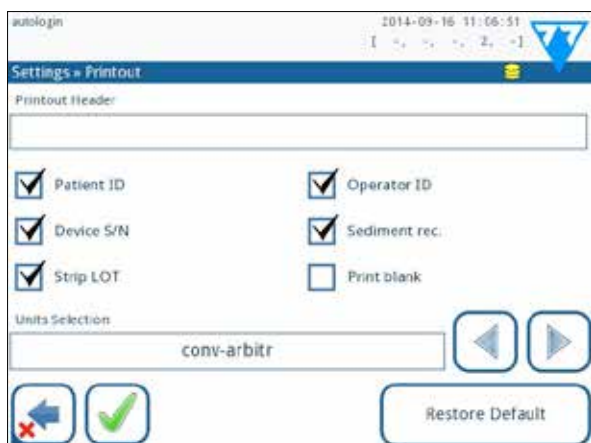 autologin
2014-09-16 11:06:51
[ -, -, -, 2, -]
Settings » Printout
Printout Header
Patient ID
Operator ID
Device S/N
Sediment rec.
Strip LOT
Print blank
Units Selection
conv-arbitr
Restore Default